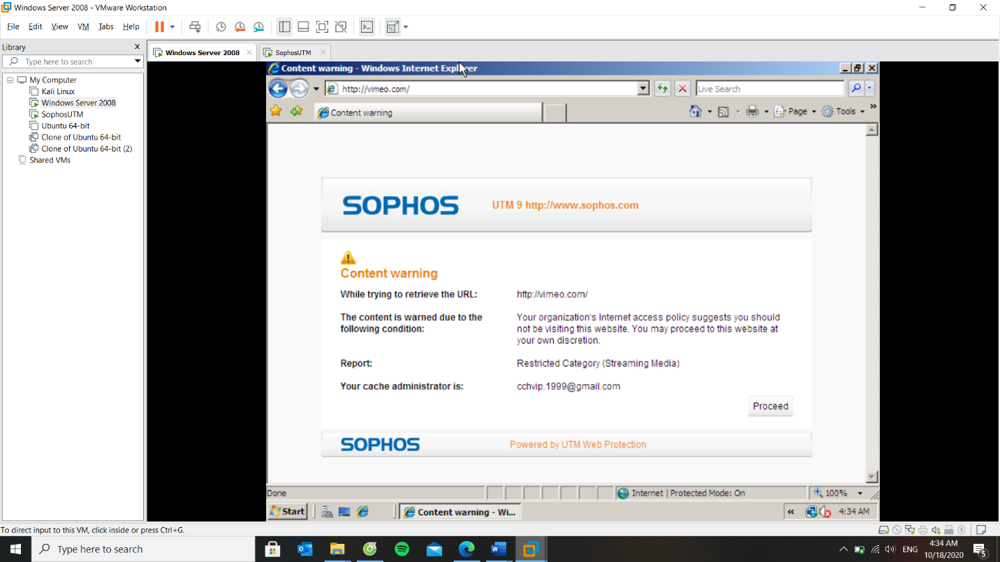 Windows Server 2008 - VMware Workstation
File Edit View VM Tabs Help
Library
Type here to search
My Computer
Kali Linux
Windows Server 2008
SophosUTM
Ubuntu 64-bit
Clone of Ubuntu 64-bit
Clone of Ubuntu 64-bit (2)
Shared VMs
Windows Server 2008
SophosUTM
Content warning - Windows Internet Explorer
http://vimeo.com/
Live Search
Content warning
Page
Tools
SOPHOS
UTM 9 http://www.sophos.com
Content warning
While trying to retrieve the URL:
http://vimeo.com/
The content is warned due to the
following condition:
Your organization's Internet access policy suggests you should
not be visiting this website. You may proceed to this website at
your own discretion.
Report:
Restricted Category (Streaming Media)
Your cache administrator is:
cchvip.1999@gmail.com
Proceed
SOPHOS
Powered by UTM Web Protection
Done
Internet | Protected Mode: On
100%
Start
Content warning - Wi...
4:34 AM
To direct input to this VM, click inside or press Ctrl+G.
Type here to search
ENG
4:34 AM
10/18/2020
5